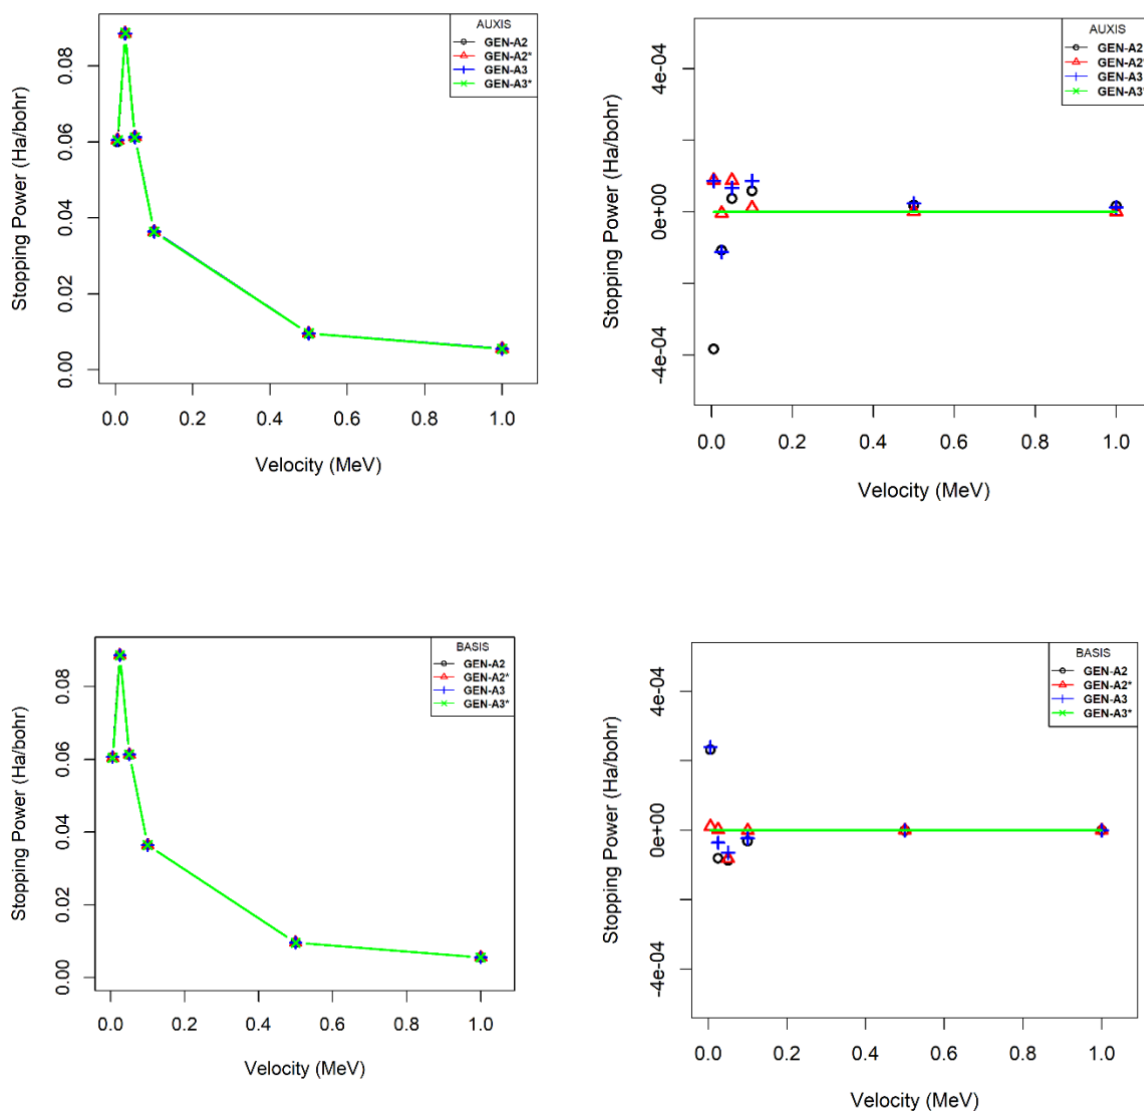 AUXIS
GEN-A2
GEN-A2*
GEN-A3
GEN-A3*
Stopping Power (Ha/bohr)
0.00 0.02 0.04 0.06 0.08
0.0 0.2 0.4 0.6 0.8 1.0
Velocity (MeV)
AUXIS
GEN-A2
GEN-A2
GEN-A3
GEN-A3*
Stopping Power (Ha/bohr)
-4e-04 0e+00 4e-04
0.0 0.2 0.4 0.6 0.8 1.0
Velocity (MeV)
BASIS
GEN-A2
GEN-A2*
GEN-A3
GEN-A3*
Stopping Power (Ha/bohr)
0.00 0.02 0.04 0.06 0.08
0.0 0.2 0.4 0.6 0.8 1.0
Velocity (MeV)
BASIS
GEN-A2
GEN-A2*
GEN-A3
GEN-A3*
Stopping Power (Ha/bohr)
-4e-04 0e+00 4e-04
0.0 0.2 0.4 0.6 0.8 1.0
Velocity (MeV)